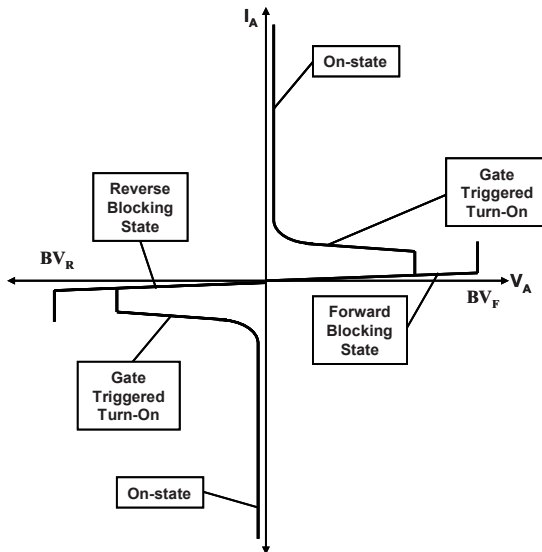 I_A
On-state
Gate
Triggered
Turn-On
Reverse
Blocking
State
BV_R
V_A
BV_F
Forward
Blocking
State
Gate
Triggered
Turn-On
On-state